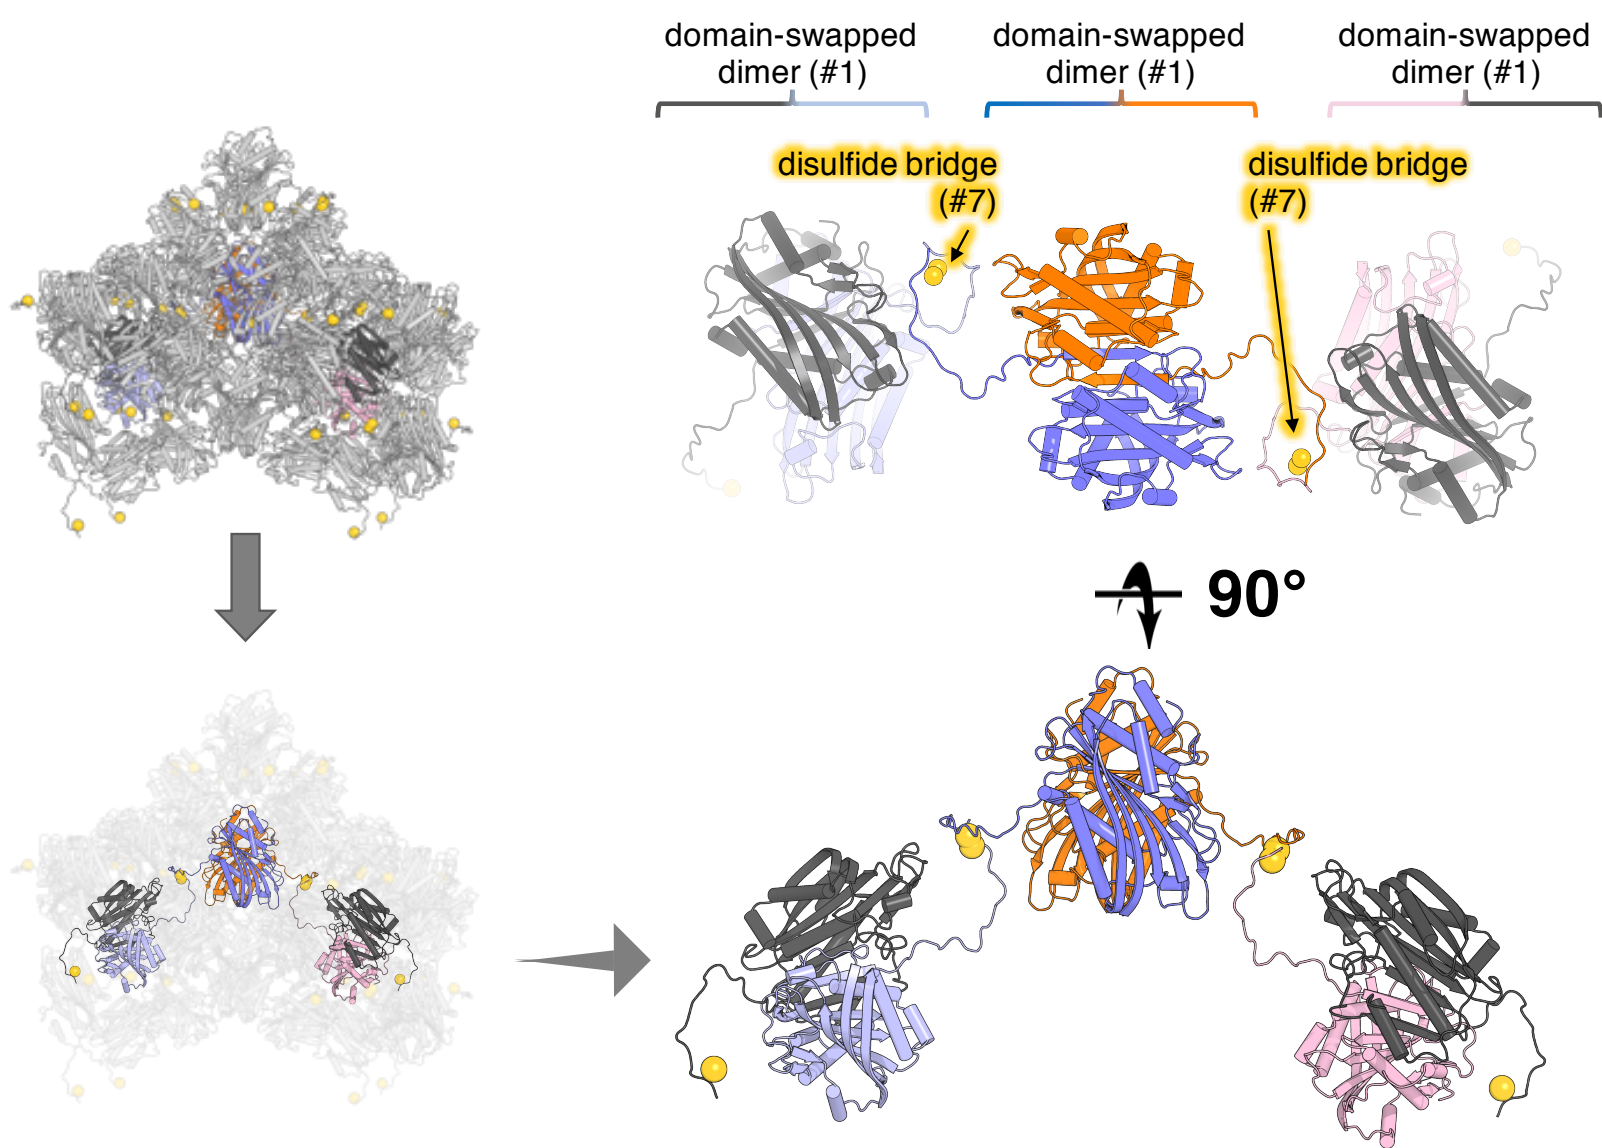 domain-swapped
dimer (#1)
domain-swapped
dimer (#1)
domain-swapped
dimer (#1)
disulfide bridge
(#7)
disulfide bridge
(#7)
90°